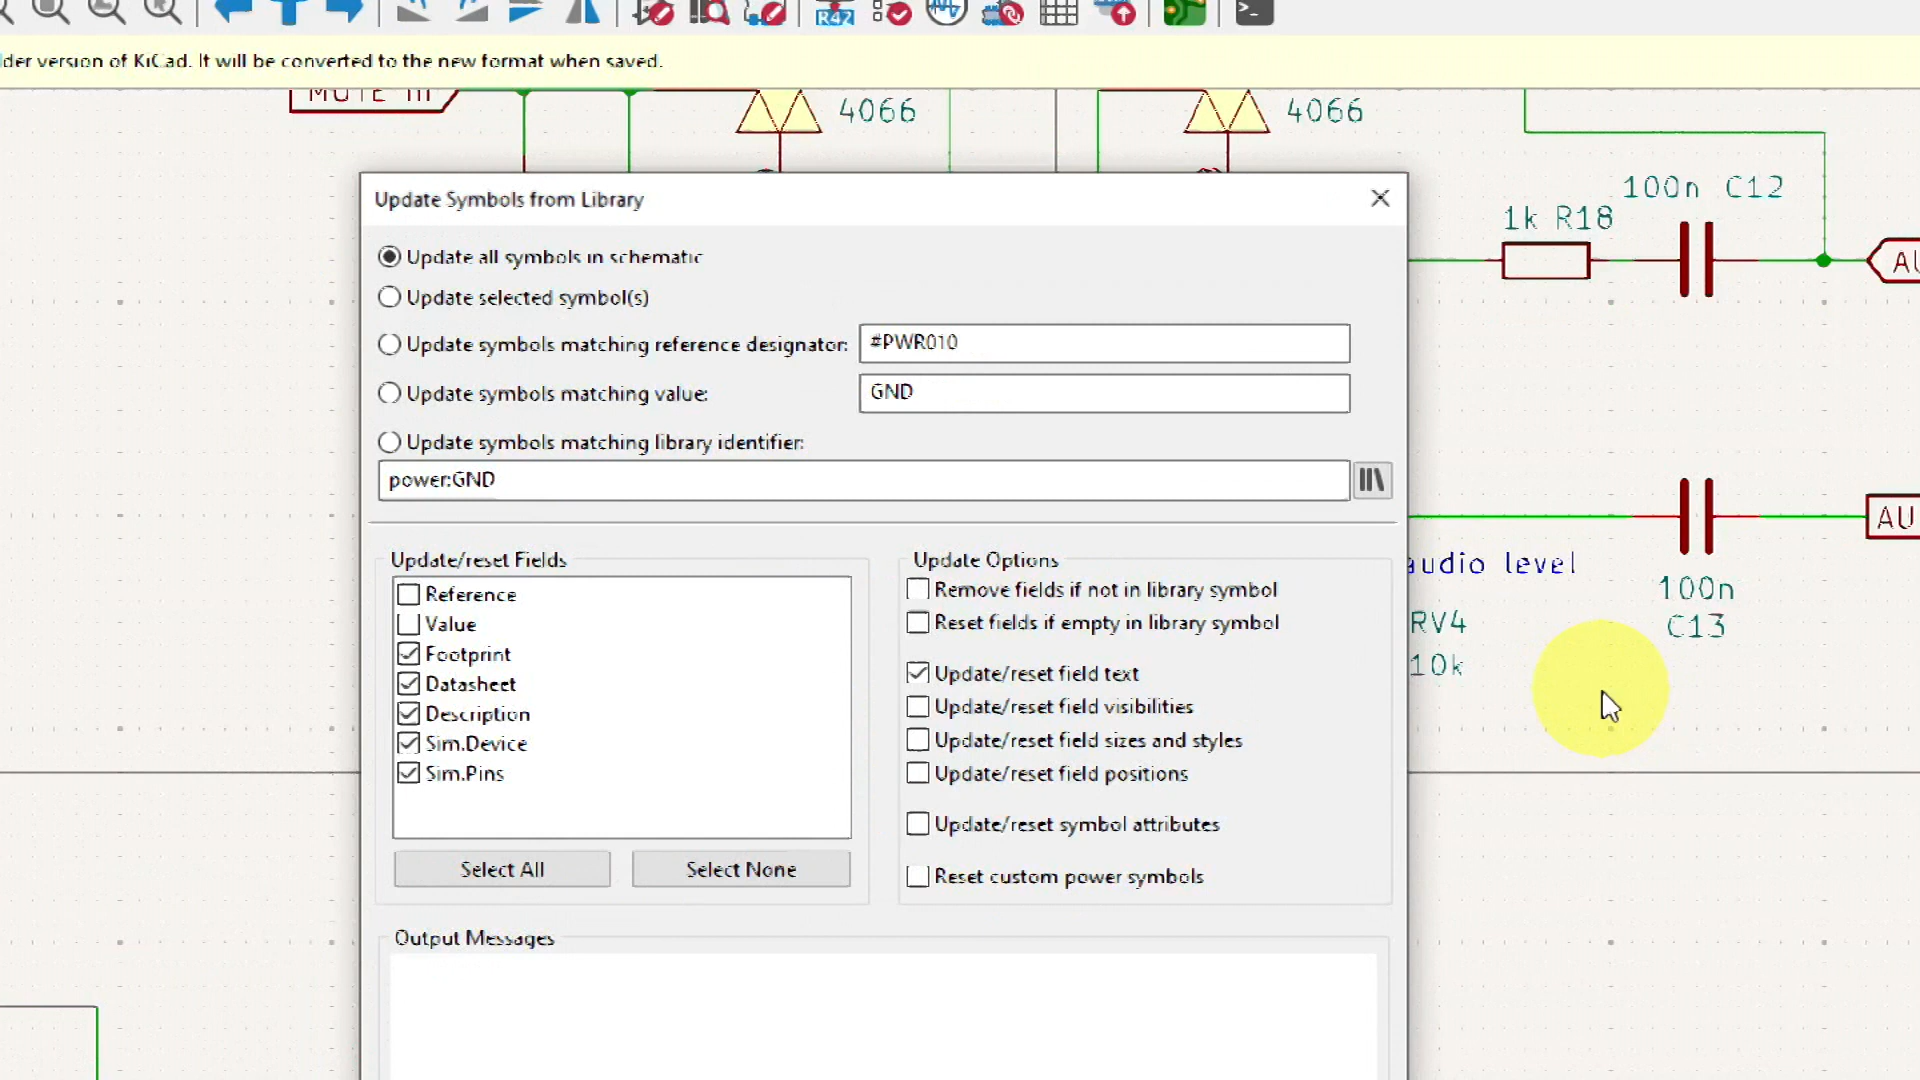 R42
der version of KiCad. It will be converted to the new format when saved.
MUTE
4066
4066
100n C12
1k R18
AU
Update Symbols from Library
Update all symbols in schematic
Update selected symbol(s)
Update symbols matching reference designator: #PWR010
Update symbols matching value: GND
Update symbols matching library identifier:
power:GND
AU
audio level
100n
C13
RV4
10k
Update/reset Fields
Reference
Value
Footprint
Datasheet
Description
Sim.Device
Sim.Pins
Select All Select None
Update Options
Remove fields if not in library symbol
Reset fields if empty in library symbol
Update/reset field text
Update/reset field visibilities
Update/reset field sizes and styles
Update/reset field positions
Update/reset symbol attributes
Reset custom power symbols
Output Messages